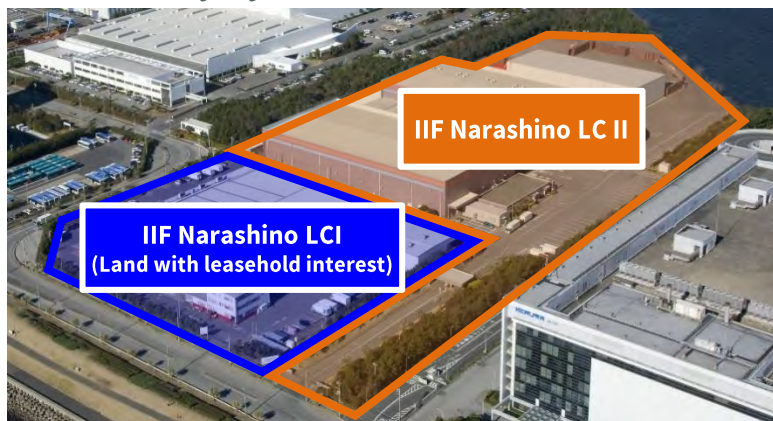 IIF Narashino LC II
IIF Narashino LCI
(Land with leasehold interest)